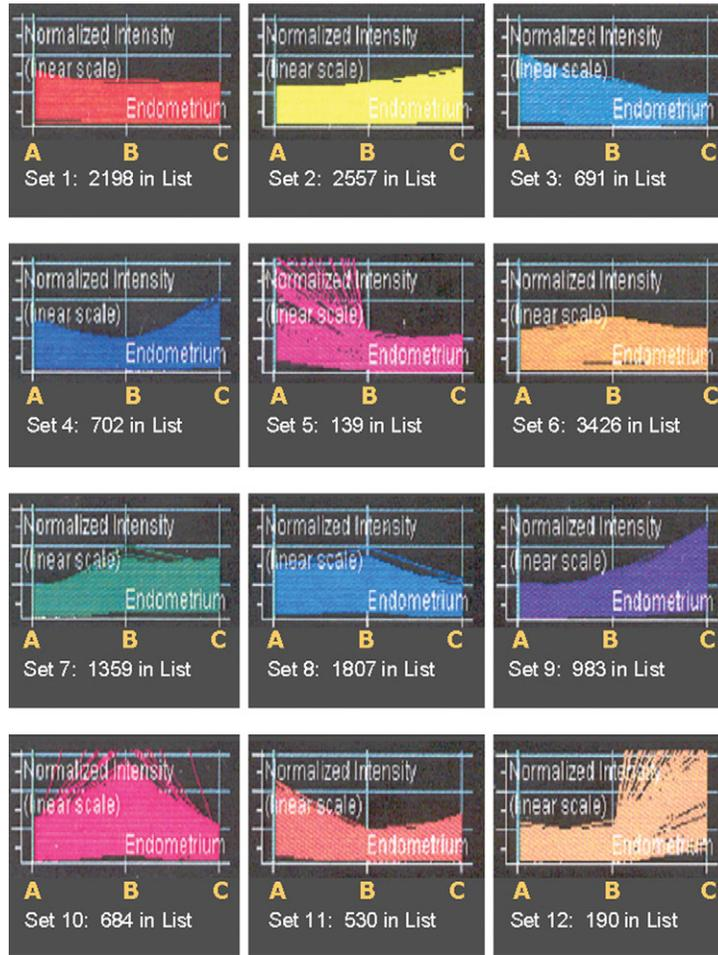 Normalized Intensity
(linear scale)
Endometrium
A B C
Set 1: 2198 in List
Normalized Intensity
(linear scale)
Endometrium
A B C
Set 2: 2557 in List
Normalized Intensity
(linear scale)
Endometrium
A B C
Set 3: 691 in List
Normalized Intensity
(linear scale)
Endometrium
A B C
Set 4: 702 in List
Normalized Intensity
(linear scale)
Endometrium
A B C
Set 5: 139 in List
Normalized Intensity
(linear scale)
Endometrium
A B C
Set 6: 3426 in List
Normalized Intensity
(linear scale)
Endometrium
A B C
Set 7: 1359 in List
Normalized Intensity
(linear scale)
Endometrium
A B C
Set 8: 1807 in List
Normalized Intensity
(linear scale)
Endometrium
A B C
Set 9: 983 in List
Normalized Intensity
(linear scale)
Endometrium
A B C
Set 10: 684 in List
Normalized Intensity
(linear scale)
Endometrium
A B C
Set 11: 530 in List
Normalized Intensity
(linear scale)
Endometrium
A B C
Set 12: 190 in List